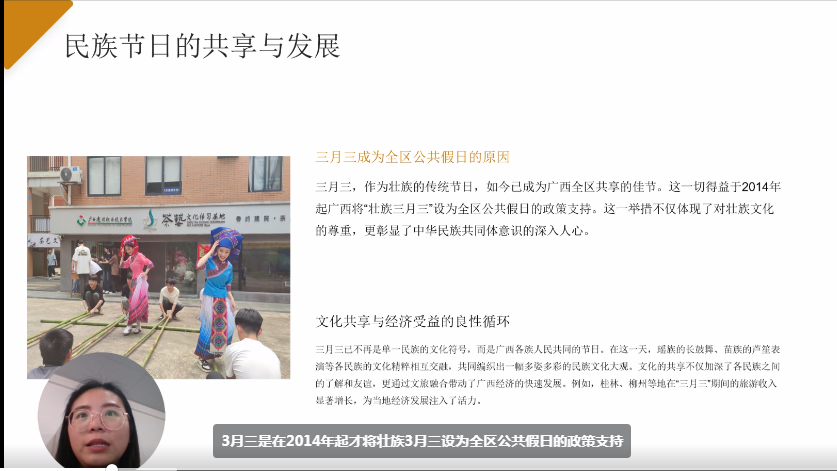 民族节日的共享与发展
三月三成为全区公共假日的原因
三月三，作为壮族的传统节日，如今已成为广西全区共享的佳节。这一切得益于2014年
起广西将“壮族三月三”设为全区公共假日的政策支持。这一举措不仅体现了对壮族文化
的尊重，更彰显了中华民族共同体意识的深入人心。
文化共享与经济受益的良性循环
三月三已不再是单一民族的文化符号，而是广西各族人民共同的节日。在这一天，瑶族的长鼓舞、苗族的芦笙表
演等各民族的文化精粹相互交融，共同编织出一幅多姿多彩的民族文化大观。文化的共享不仅加深了各民族之间
的了解和友谊，更通过文旅融合带动了广西经济的快速发展。例如，桂林、柳州等地在“三月三”期间的旅游收入
显著增长，为当地经济发展注入了活力。
茶艺文化传习基地
3月三是在2014年起才将壮族3月三设为全区公共假日的政策支持